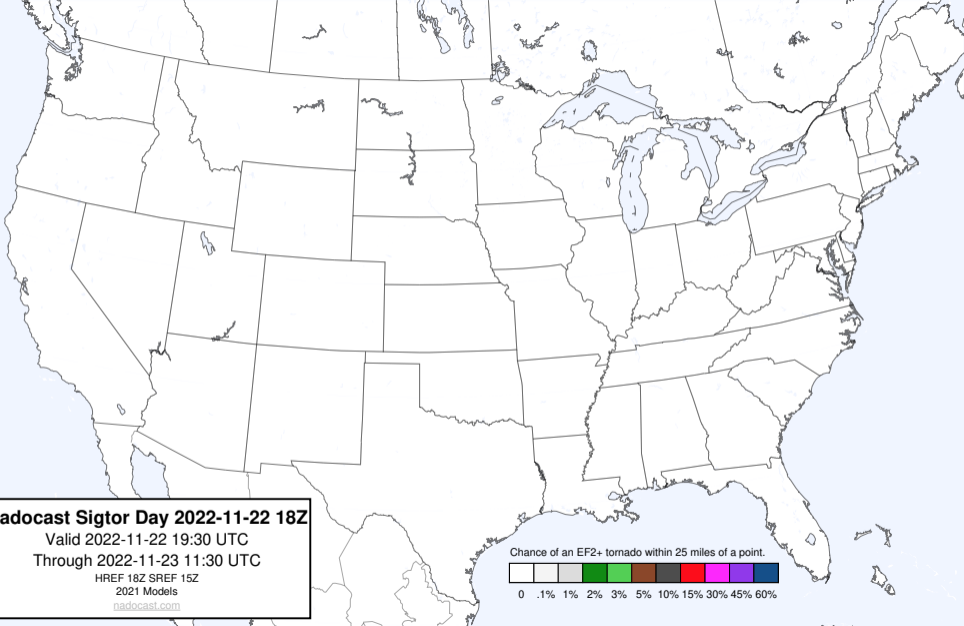 adocast Sigtor Day 2022-11-22 18Z
Valid 2022-11-22 19:30 UTC
Through 2022-11-23 11:30 UTC
HREF 18Z SREF 15Z
2021 Models
nadocast.com
Chance of an EF2+ tornado within 25 miles of a point.
0 .1% 1% 2% 3% 5% 10% 15% 30% 45% 60%